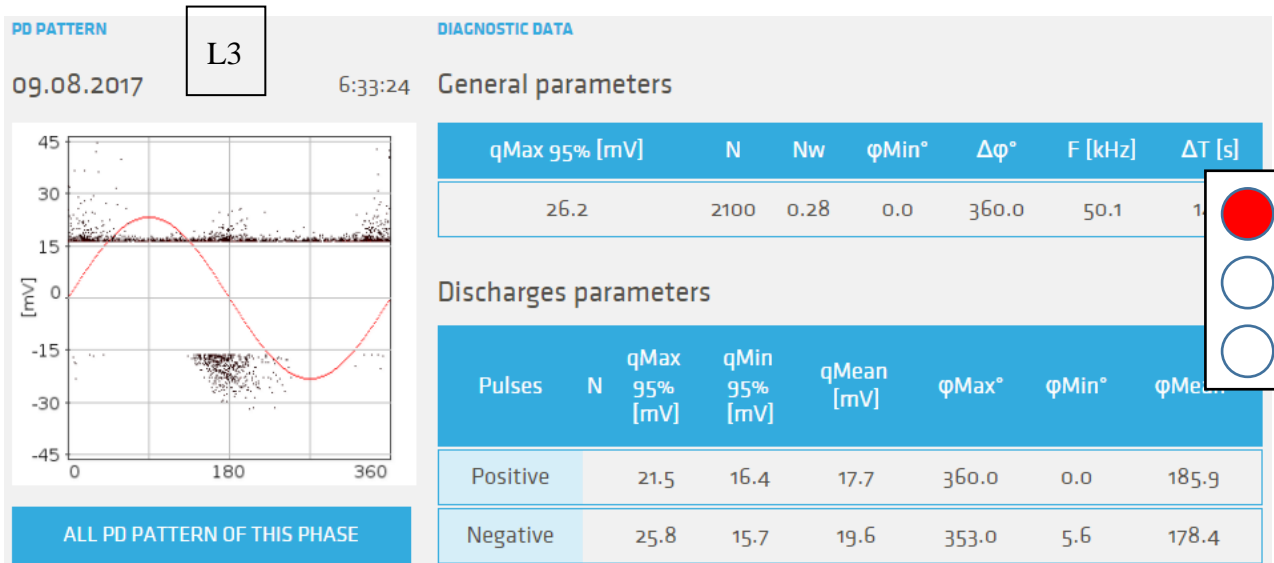 PD PATTERN
L3
09.08.2017 6:33:24
45
30
15
0
-15
-30
-45
[mV]
0 180 360
ALL PD PATTERN OF THIS PHASE
DIAGNOSTIC DATA
General parameters
qMax 95% [mV] N Nw φMin° Δφ° F [kHz] ΔT [s]
26.2 2100 0.28 0.0 360.0 50.1
Discharges parameters
Pulses N qMax 95% [mV] qMin 95% [mV] qMean [mV] φMax° φMin°
Positive 21.5 16.4 17.7 360.0 0.0 185.9
Negative 25.8 15.7 19.6 353.0 5.6 178.4